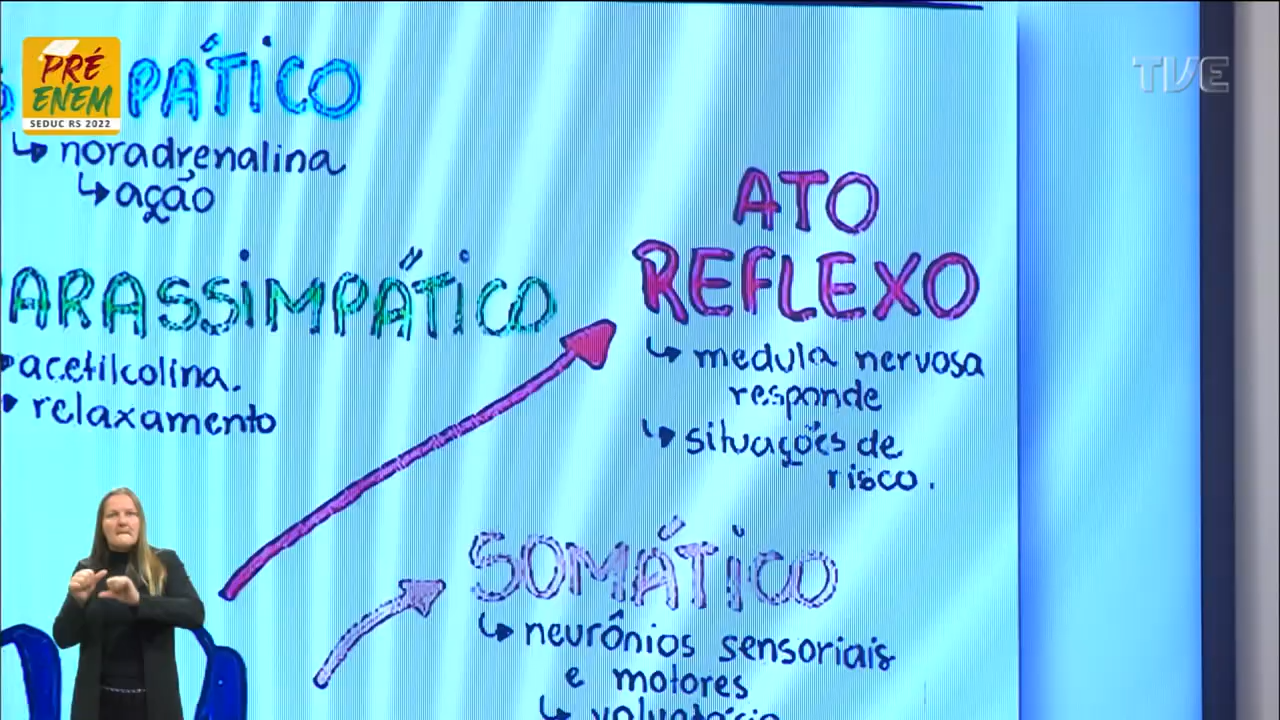 PRÉ
ENEM
SEDUC RS 2022
TVE
PÁTICO
noradrenalina
ação
ARASSIMPÁTICO
acetilcolina.
relaxamento
ATO
REFLEXO
medula nervosa
responde
situações de
risco.
SOMÁTICO
neurônios sensoriais
e motores